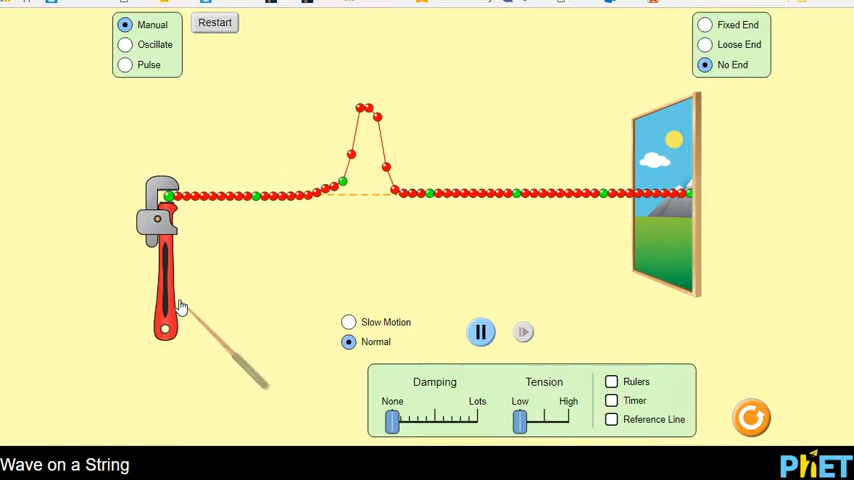 Manual
Oscillate
Pulse
Restart
Fixed End
Loose End
No End
Slow Motion
Normal
Damping
None
Lots
Tension
Low
High
Rulers
Timer
Reference Line
Wave on a String
PhET